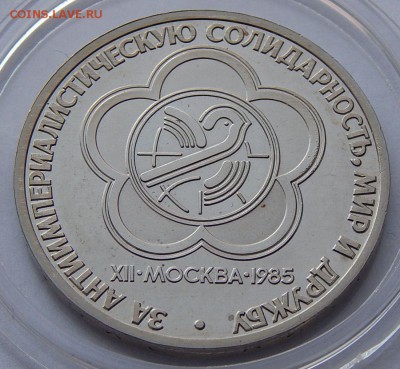 COINS.LAVE.RU
ЗА АНТИИМПЕРИАЛИСТИЧЕСКУЮ СОЛИДАРНОСТЬ, МИР И ДРУЖБУ •
XII•МОСКВА•1985